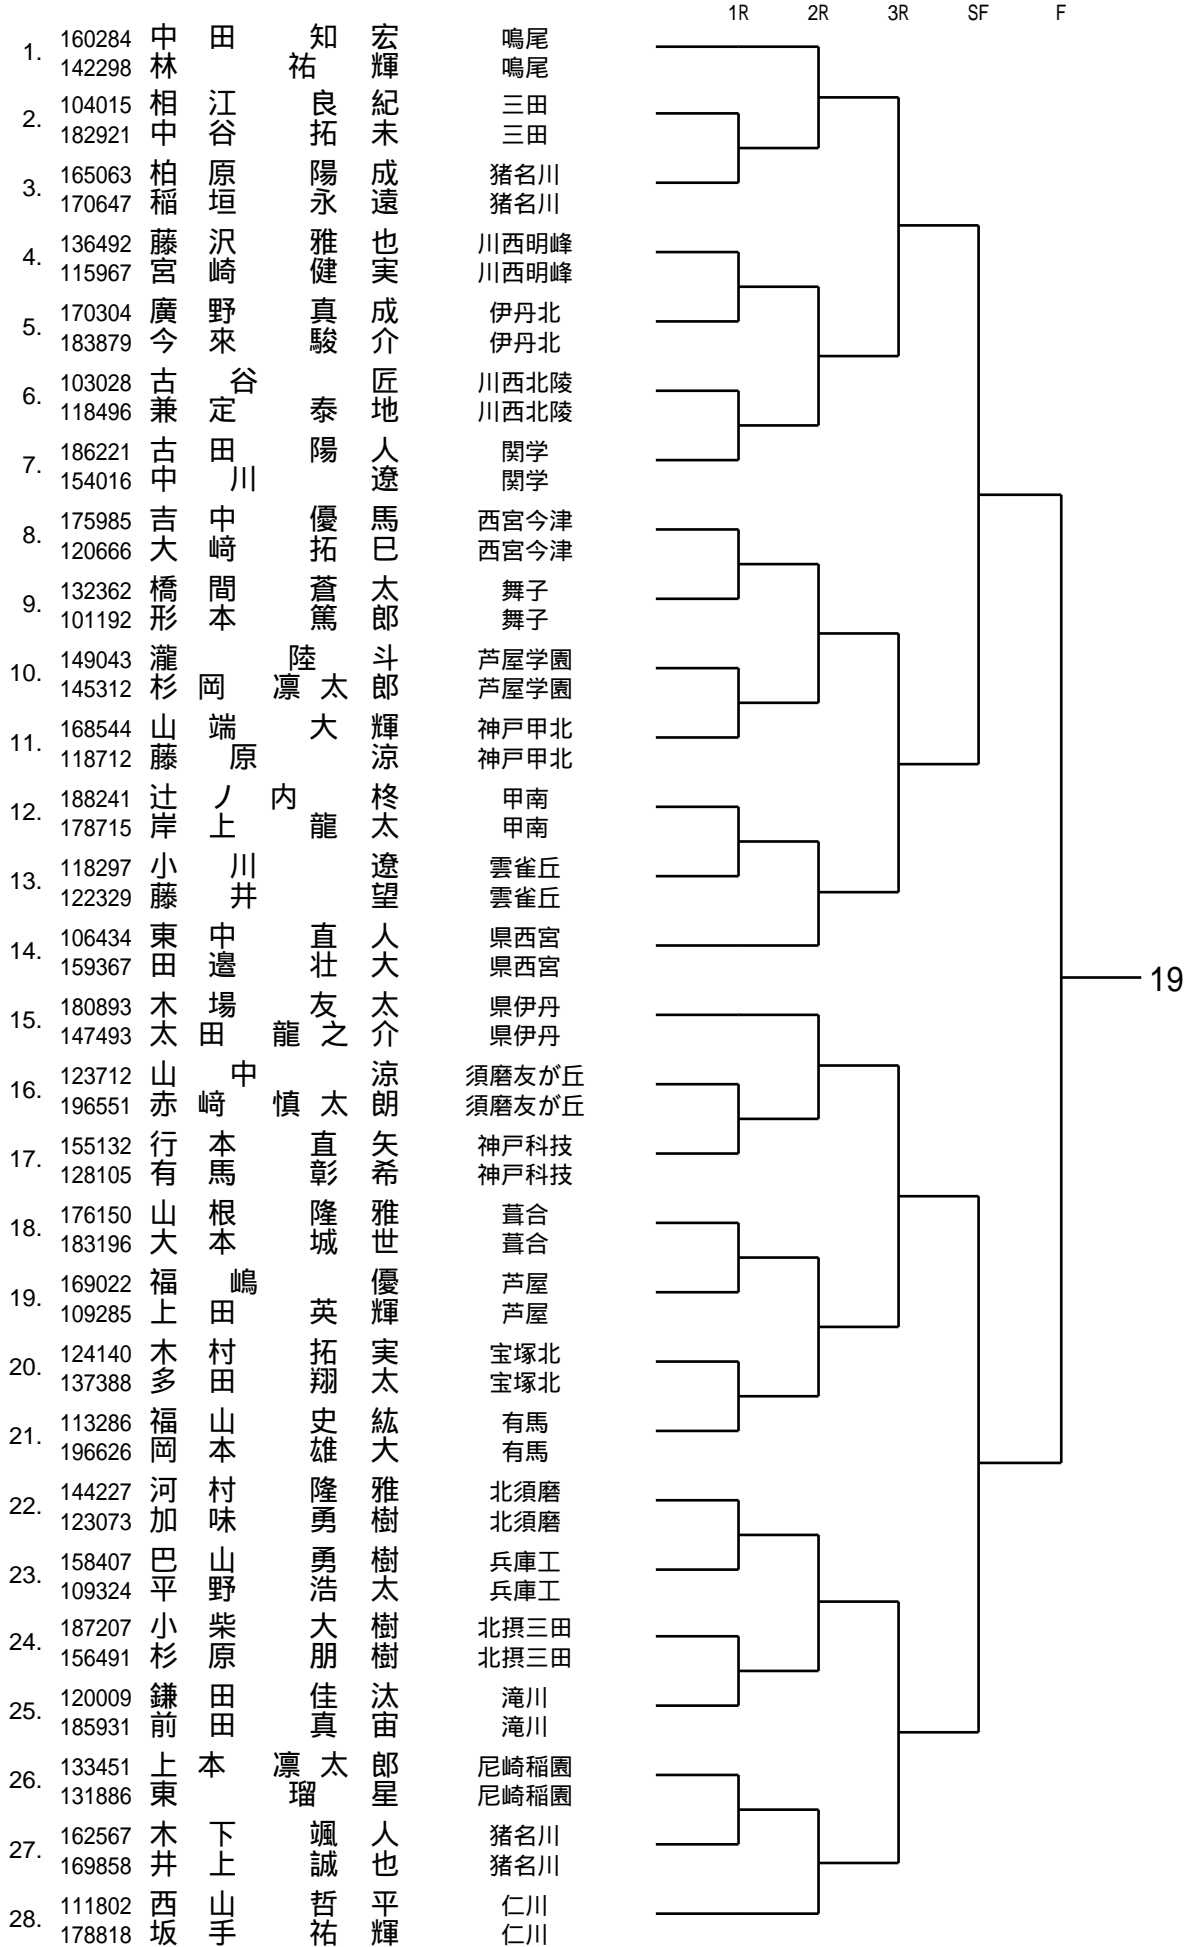 1R 2R 3R SF F
1. 160284 中田 知宏 鳴尾
142298 林 祐輝 鳴尾
2. 104015 相江 良紀 三田
182921 中谷 拓未 三田
3. 165063 柏原 陽成 猪名川
170647 稲垣 永遠 猪名川
4. 136492 藤沢 雅也 川西明峰
115967 宮崎 健実 川西明峰
5. 170304 廣野 真成 伊丹北
183879 今來 駿介 伊丹北
6. 103028 古谷 匠 川西北陵
118496 兼定 泰地 川西北陵
7. 186221 古田 陽人 関学
154016 中川 遼 関学
8. 175985 吉中 優馬 西宮今津
120666 大﨑 拓巳 西宮今津
9. 132362 橋間 蒼太 舞子
101192 形本 篤郎 舞子
10. 149043 瀧 陸斗 芦屋学園
145312 杉岡 凛太郎 芦屋学園
11. 168544 山端 大輝 神戸甲北
118712 藤原 涼 神戸甲北
12. 188241 辻ノ内 柊 甲南
178715 岸上 龍太 甲南
13. 118297 小川 遼 雲雀丘
122329 藤井 望 雲雀丘
14. 106434 東中 直人 県西宮
159367 田邉 壮大 県西宮
15. 180893 木場 友太 県伊丹
147493 太田 龍之介 県伊丹
16. 123712 山中 涼 須磨友が丘
196551 赤﨑 慎太朗 須磨友が丘
17. 155132 行本 直矢 神戸科技
128105 有馬 彰希 神戸科技
18. 176150 山根 隆雅 葺合
183196 大本 城世 葺合
19. 169022 福嶋 優 芦屋
109285 上田 英輝 芦屋
20. 124140 木村 拓実 宝塚北
137388 多田 翔太 宝塚北
21. 113286 福山 史紘 有馬
196626 岡本 雄大 有馬
22. 144227 河村 隆雅 北須磨
123073 加味 勇樹 北須磨
23. 158407 巴山 勇樹 兵庫工
109324 平野 浩太 兵庫工
24. 187207 小柴 大樹 北摂三田
156491 杉原 朋樹 北摂三田
25. 120009 鎌田 佳汰 滝川
185931 前田 真宙 滝川
26. 133451 上本 凛太郎 尼崎稲園
131886 東 瑠星 尼崎稲園
27. 162567 木下 颯人 猪名川
169858 井上 誠也 猪名川
28. 111802 西山 哲平 仁川
178818 坂手 祐輝 仁川
19